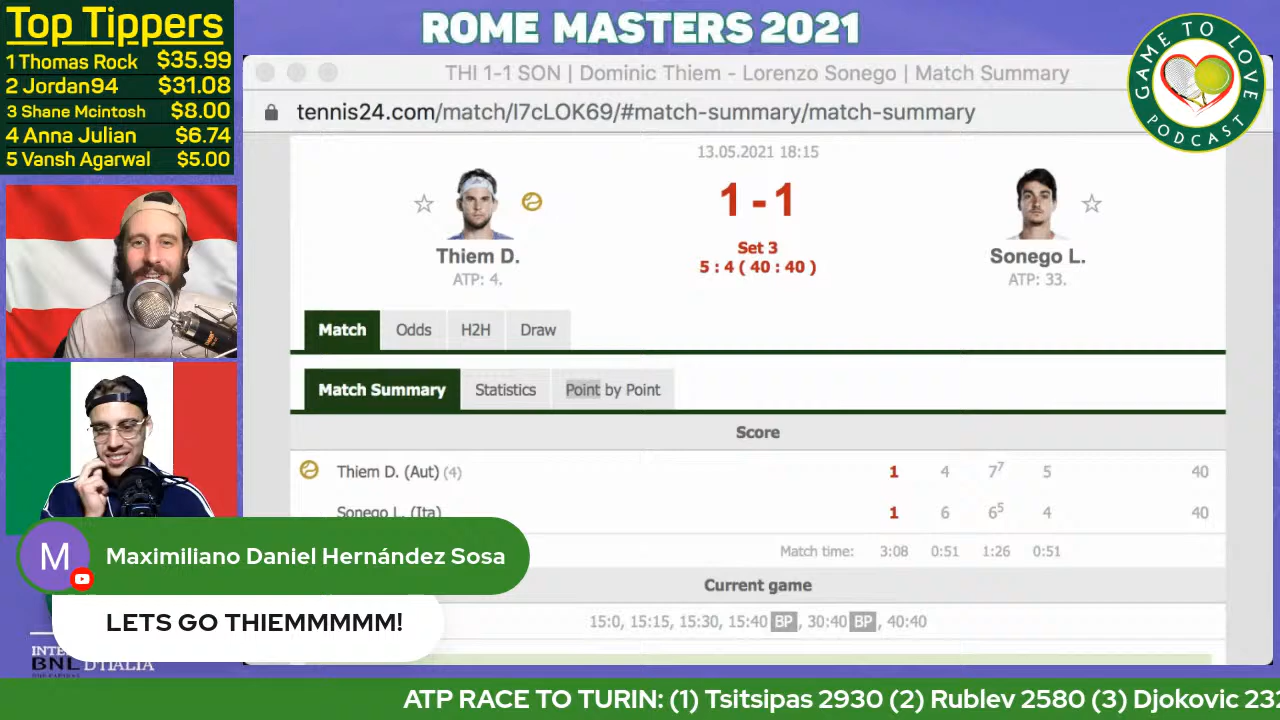 Top Tippers
1 Thomas Rock $35.99
2 Jordan94 $31.08
3 Shane Mcintosh $8.00
4 Anna Julian $6.74
5 Vansh Agarwal $5.00
ROME MASTERS 2021
GAME TO LOVE
PODCAST
THI 1-1 SON | Dominic Thiem - Lorenzo Sonego | Match Summary
tennis24.com/match/I7cLOK69/#match-summary/match-summary
13.05.2021 18:15
1 - 1
Set 3
5 : 4 ( 40 : 40 )
Thiem D.
ATP: 4.
Sonego L.
ATP: 33.
Match Odds H2H Draw
Match Summary Statistics Point by Point
Score
Thiem D. (Aut) (4) 1 4 7⁷ 5 40
Sonego L. (Ita) 1 6 6⁵ 4 40
Match time: 3:08 0:51 1:26 0:51
Current game
15:0, 15:15, 15:30, 15:40 BP, 30:40 BP, 40:40
M
Maximiliano Daniel Hernández Sosa
LETS GO THIEMMMMM!
INTE
BNL D'ITALIA
ATP RACE TO TURIN: (1) Tsitsipas 2930 (2) Rublev 2580 (3) Djokovic 232